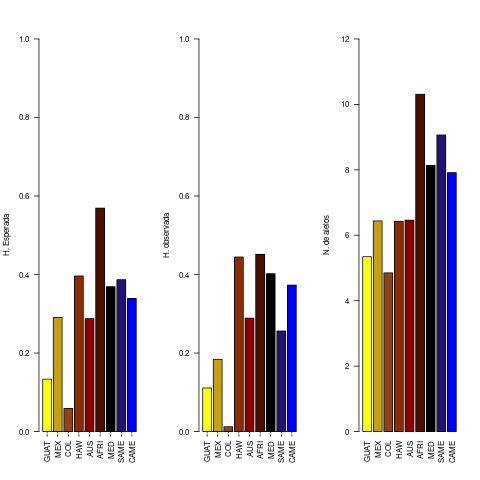 H. Esperada
1.0
0.8
0.6
0.4
0.2
0.0
GUAT
MEX
COL
HAW
AUS
AFRI
MED
SAME
CAME
H. observada
1.0
0.8
0.6
0.4
0.2
0.0
GUAT
MEX
COL
HAW
AUS
AFRI
MED
SAME
CAME
N. de alelos
12
10
8
6
4
2
0
GUAT
MEX
COL
HAW
AUS
AFRI
MED
SAME
CAME